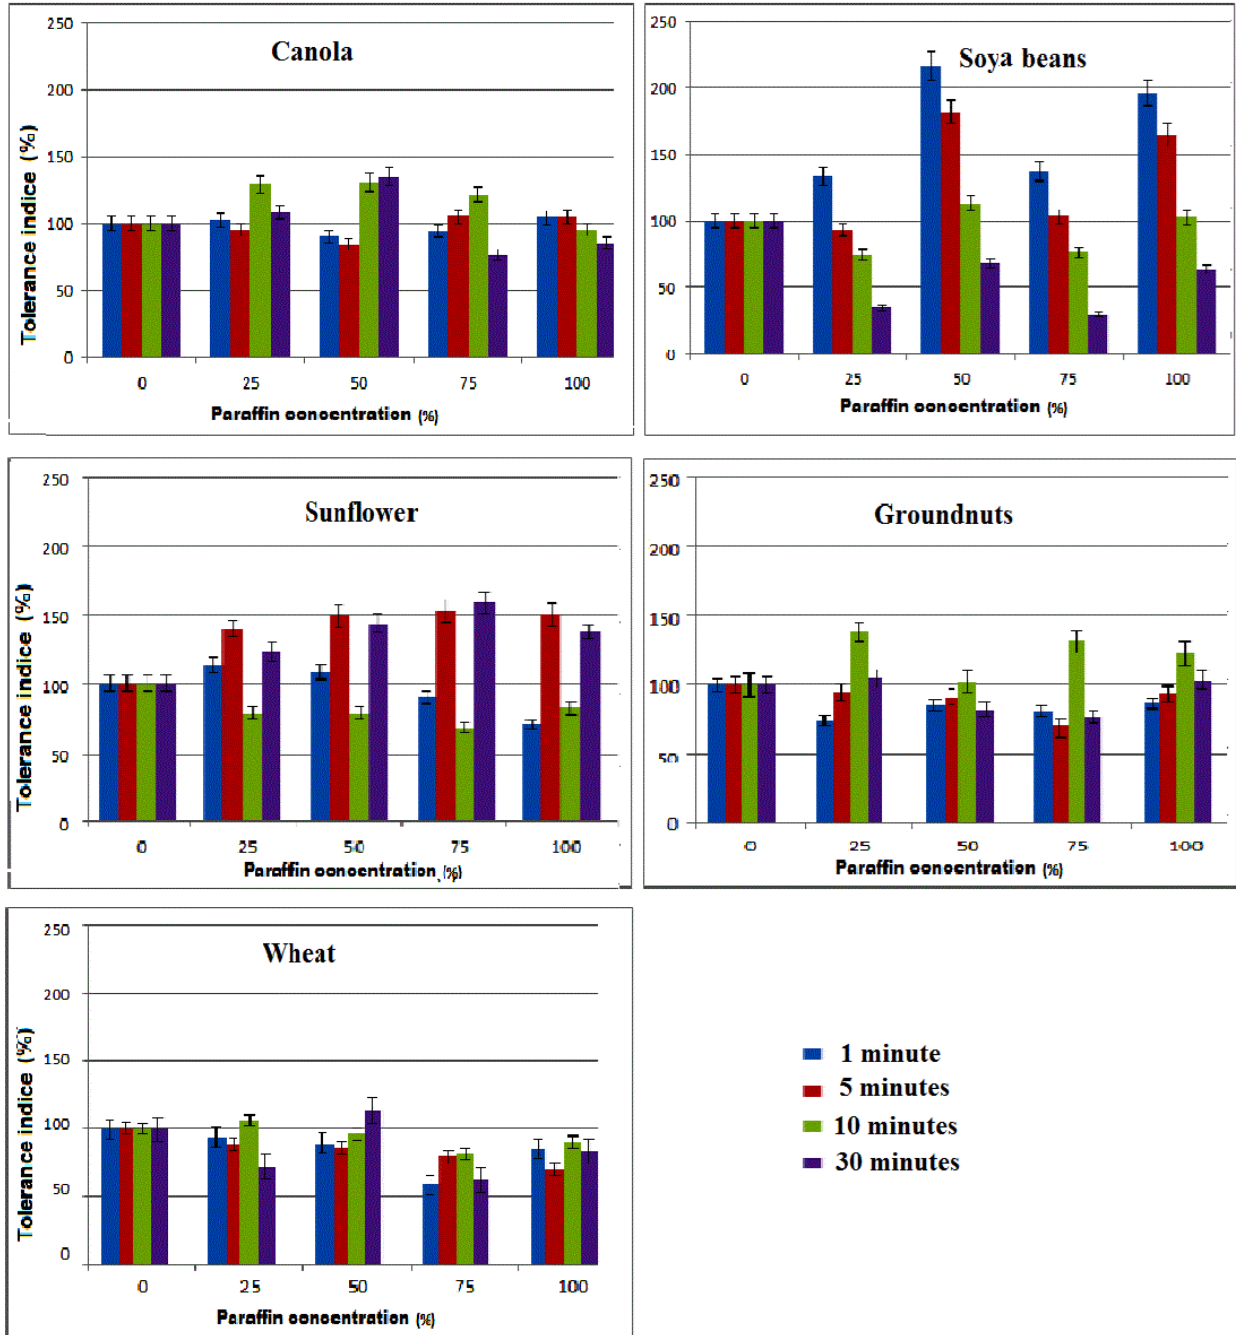 Canola
Tolerance indice (%)
250
200
150
100
50
0
0 25 50 75 100
Paraffin concentration (%)
Soya beans
250
200
150
100
50
0
0 25 50 75 100
Paraffin concentration (%)
Sunflower
Tolerance indice (%)
250
200
150
100
50
0
0 25 50 75 100
Paraffin concentration (%)
Groundnuts
250
200
150
100
50
0
0 25 50 75 100
Paraffin concentration (%)
Wheat
Tolerance indice (%)
250
200
150
100
50
0
0 25 50 75 100
Paraffin concentration (%)
1 minute
5 minutes
10 minutes
30 minutes